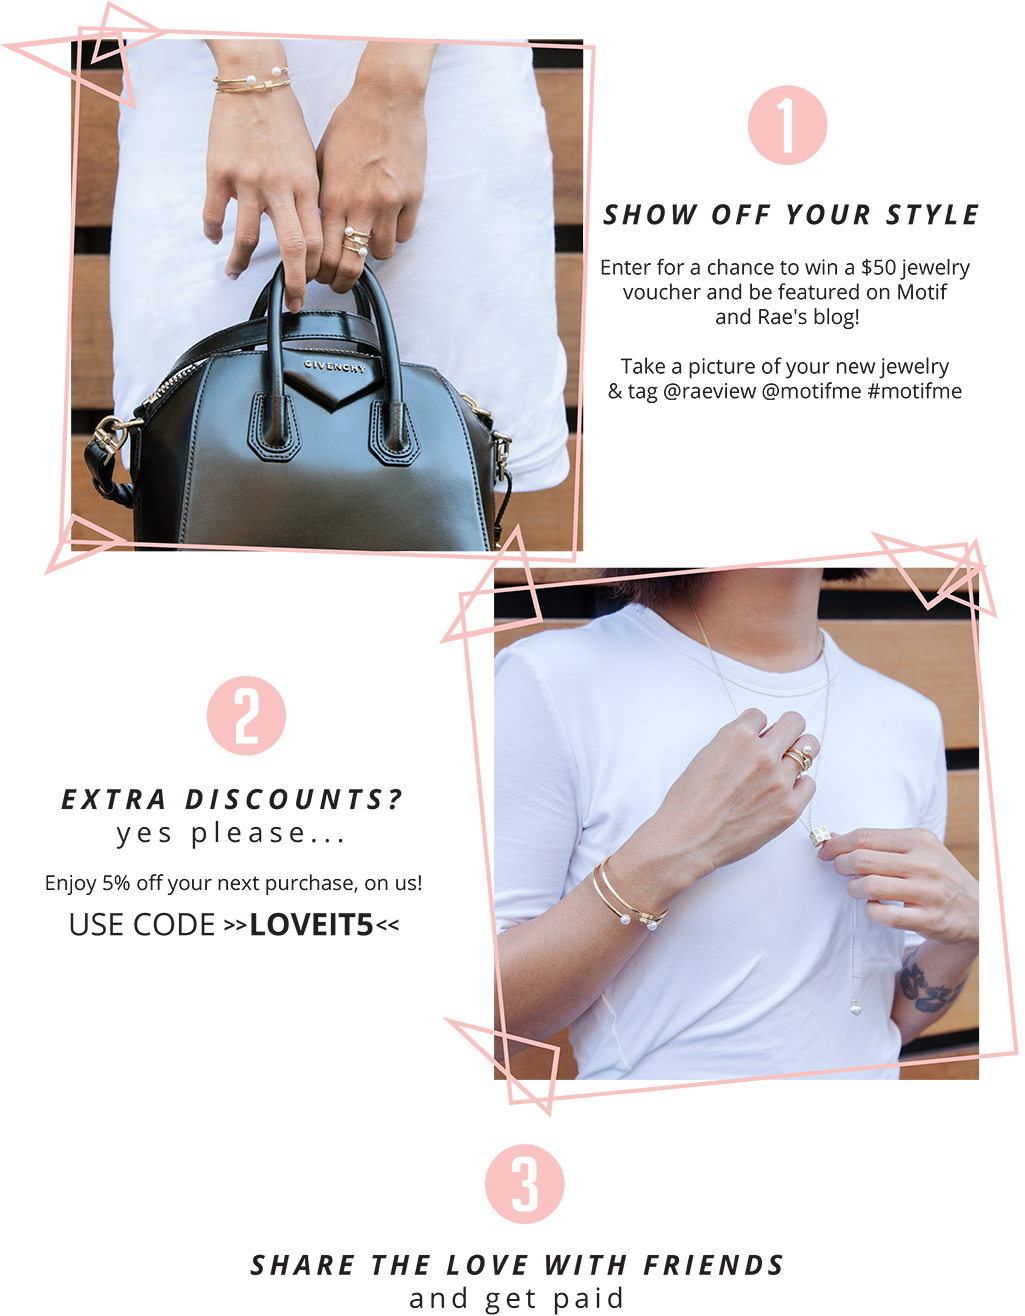 GIVENCHY
1
SHOW OFF YOUR STYLE
Enter for a chance to win a $50 jewelry
voucher and be featured on Motif
and Rae's blog!
Take a picture of your new jewelry
& tag @raeview @motifme #motifme
2
EXTRA DISCOUNTS?
yes please...
Enjoy 5% off your next purchase, on us!
USE CODE >>LOVEIT5<<
3
SHARE THE LOVE WITH FRIENDS
and get paid